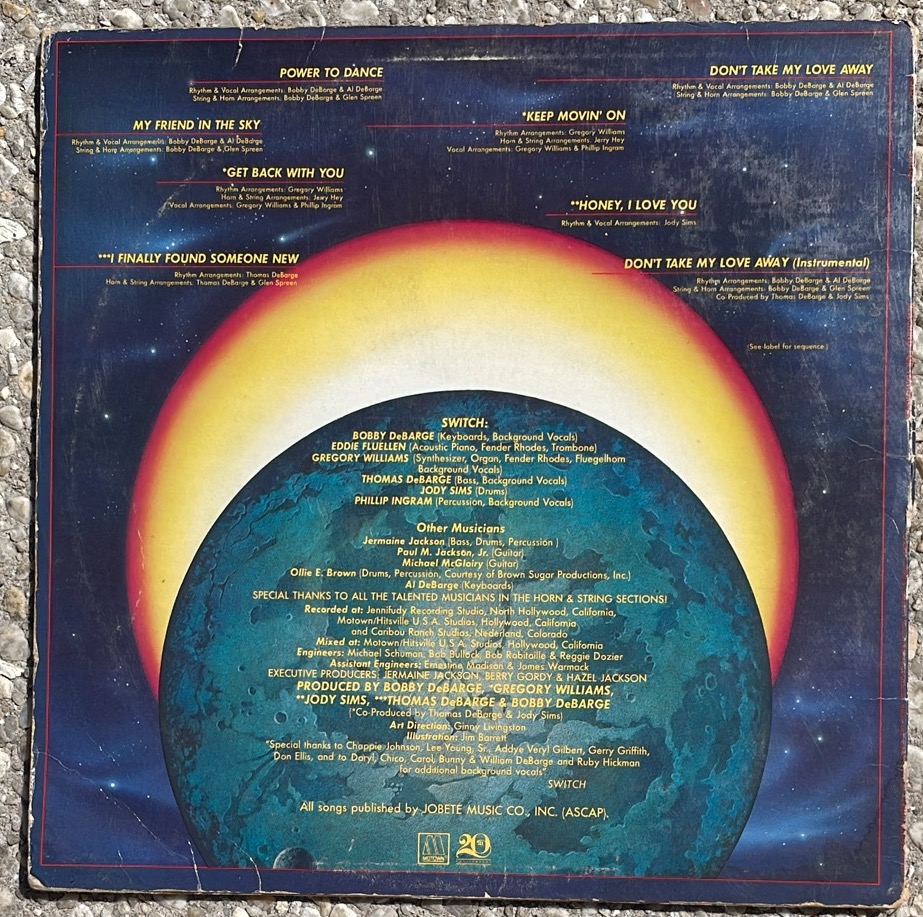 POWER TO DANCE
Rhythm & Vocal Arrangements: Bobby DeBarge & Al DeBarge
String & Horn Arrangements: Bobby DeBarge & Glen Spreen
MY FRIEND IN THE SKY
Rhythm & Vocal Arrangements: Bobby DeBarge & Al DeBarge
String & Horn Arrangements: Bobby DeBarge & Glen Spreen
*GET BACK WITH YOU
Rhythm Arrangements: Gregory Williams
Horn & String Arrangements: Jerry Hey
Vocal Arrangements: Gregory Williams & Phillip Ingram
***I FINALLY FOUND SOMEONE NEW
Rhythm Arrangements: Thomas DeBarge
Horn & String Arrangements: Thomas DeBarge & Glen Spreen
DON'T TAKE MY LOVE AWAY
Rhythm & Vocal Arrangements: Bobby DeBarge & Al DeBarge
String & Horn Arrangements: Bobby DeBarge & Glen Spreen
*KEEP MOVIN' ON
Rhythm Arrangements: Gregory Williams
Horn & String Arrangements: Jerry Hey
Vocal Arrangements: Gregory Williams & Phillip Ingram
**HONEY, I LOVE YOU
Rhythm & Vocal Arrangements: Jody Sims
DON'T TAKE MY LOVE AWAY (Instrumental)
Rhythm Arrangements: Bobby DeBarge & Al DeBarge
String & Horn Arrangements: Bobby DeBarge & Glen Spreen
Co Produced by Thomas DeBarge & Jody Sims
(See label for sequence.)
SWITCH:
BOBBY DeBARGE (Keyboards, Background Vocals)
EDDIE FLUELLEN (Acoustic Piano, Fender Rhodes, Trombone)
GREGORY WILLIAMS (Synthesizer, Organ, Fender Rhodes, Fluegelhorn
Background Vocals)
THOMAS DeBARGE (Bass, Background Vocals)
JODY SIMS (Drums)
PHILLIP INGRAM (Percussion, Background Vocals)
Other Musicians
Jermaine Jackson (Bass, Drums, Percussion )
Paul M. Jackson, Jr. (Guitar)
Michael McGloiry (Guitar)
Ollie E. Brown (Drums, Percussion, Courtesy of Brown Sugar Productions, Inc.)
Al DeBarge (Keyboards)
SPECIAL THANKS TO ALL THE TALENTED MUSICIANS IN THE HORN & STRING SECTIONS!
Recorded at: Jennifudy Recording Studio, North Hollywood, California,
Motown/Hitsville U.S.A. Studios, Hollywood, California
and Caribou Ranch Studios, Nederland, Colorado
Mixed at: Motown/Hitsville U.S.A. Studios, Hollywood, California
Engineers: Michael Schuman, Bob Bullock, Bob Robitaille & Reggie Dozier
Assistant Engineers: Ernestine Madison & James Warmack
EXECUTIVE PRODUCERS: JERMAINE JACKSON, BERRY GORDY & HAZEL JACKSON
PRODUCED BY BOBBY DeBARGE, *GREGORY WILLIAMS,
**JODY SIMS, ***THOMAS DeBARGE & BOBBY DeBARGE
(*Co-Produced by Thomas DeBarge & Jody Sims)
Art Direction: Ginny Livingston
Illustration: Jim Barrett
"Special thanks to Chappie Johnson, Lee Young, Sr., Addye Veryl Gilbert, Gerry Griffith,
Don Ellis, and to Daryl, Chico, Carol, Bunny & William DeBarge and Ruby Hickman
for additional background vocals".
SWITCH
All songs published by JOBETE MUSIC CO., INC. (ASCAP).
M MOTOWN 20